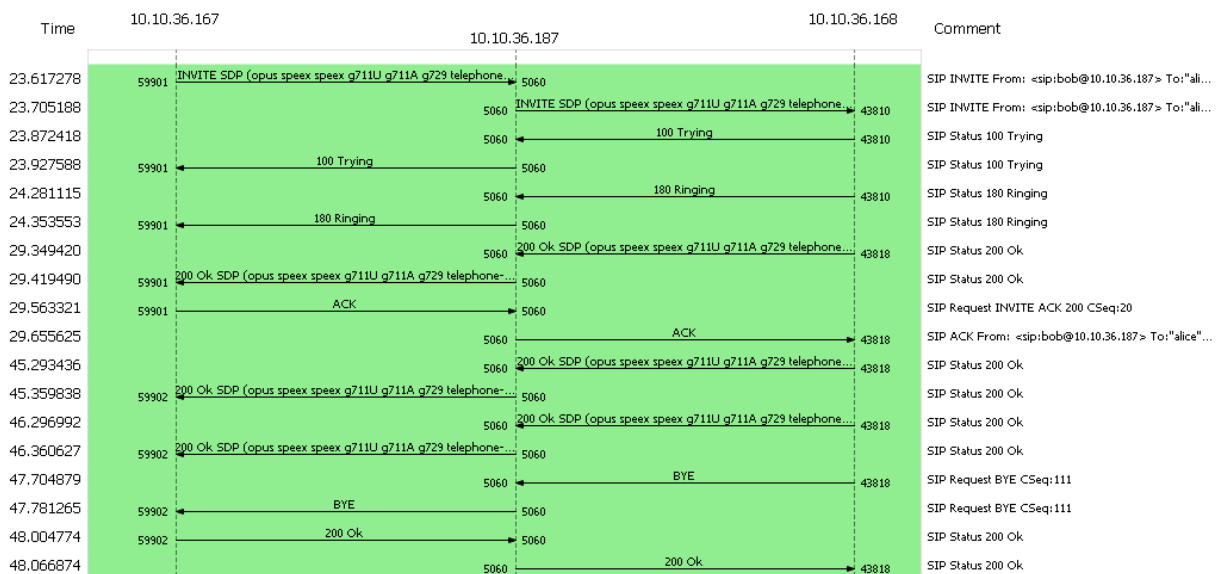 Time 10.10.36.167 10.10.36.187 10.10.36.168 Comment
23.617278 59901 INVITE SDP (opus speex speex g711U g711A g729 telephone... 5060 SIP INVITE From: <sip:bob@10.10.36.187> To:"ali...
23.705188 5060 INVITE SDP (opus speex speex g711U g711A g729 telephone... 43810 SIP INVITE From: <sip:bob@10.10.36.187> To:"ali...
23.872418 5060 100 Trying 43810 SIP Status 100 Trying
23.927588 59901 100 Trying 5060 SIP Status 100 Trying
24.281115 5060 180 Ringing 43810 SIP Status 180 Ringing
24.353553 59901 180 Ringing 5060 SIP Status 180 Ringing
29.349420 5060 200 Ok SDP (opus speex speex g711U g711A g729 telephone... 43818 SIP Status 200 Ok
29.419490 59901 200 Ok SDP (opus speex speex g711U g711A g729 telephone-... 5060 SIP Status 200 Ok
29.563321 59901 ACK 5060 SIP Request INVITE ACK 200 CSeq:20
29.655625 5060 ACK 43818 SIP ACK From: <sip:bob@10.10.36.187> To:"alice"...
45.293436 5060 200 Ok SDP (opus speex speex g711U g711A g729 telephone... 43818 SIP Status 200 Ok
45.359838 59902 200 Ok SDP (opus speex speex g711U g711A g729 telephone-... 5060 SIP Status 200 Ok
46.296992 5060 200 Ok SDP (opus speex speex g711U g711A g729 telephone... 43818 SIP Status 200 Ok
46.360627 59902 200 Ok SDP (opus speex speex g711U g711A g729 telephone-... 5060 SIP Status 200 Ok
47.704879 5060 BYE 43818 SIP Request BYE CSeq:111
47.781265 59902 BYE 5060 SIP Request BYE CSeq:111
48.004774 59902 200 Ok 5060 SIP Status 200 Ok
48.066874 5060 200 Ok 43818 SIP Status 200 Ok